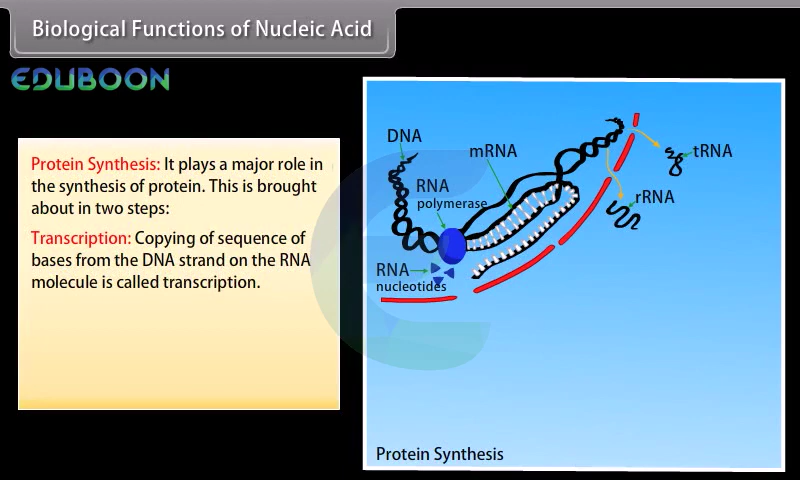 Biological Functions of Nucleic Acid
EDUBOON
Protein Synthesis: It plays a major role in
the synthesis of protein. This is brought
about in two steps:
Transcription: Copying of sequence of
bases from the DNA strand on the RNA
molecule is called transcription.
DNA
mRNA
tRNA
RNA
polymerase
rRNA
RNA
nucleotides
Protein Synthesis